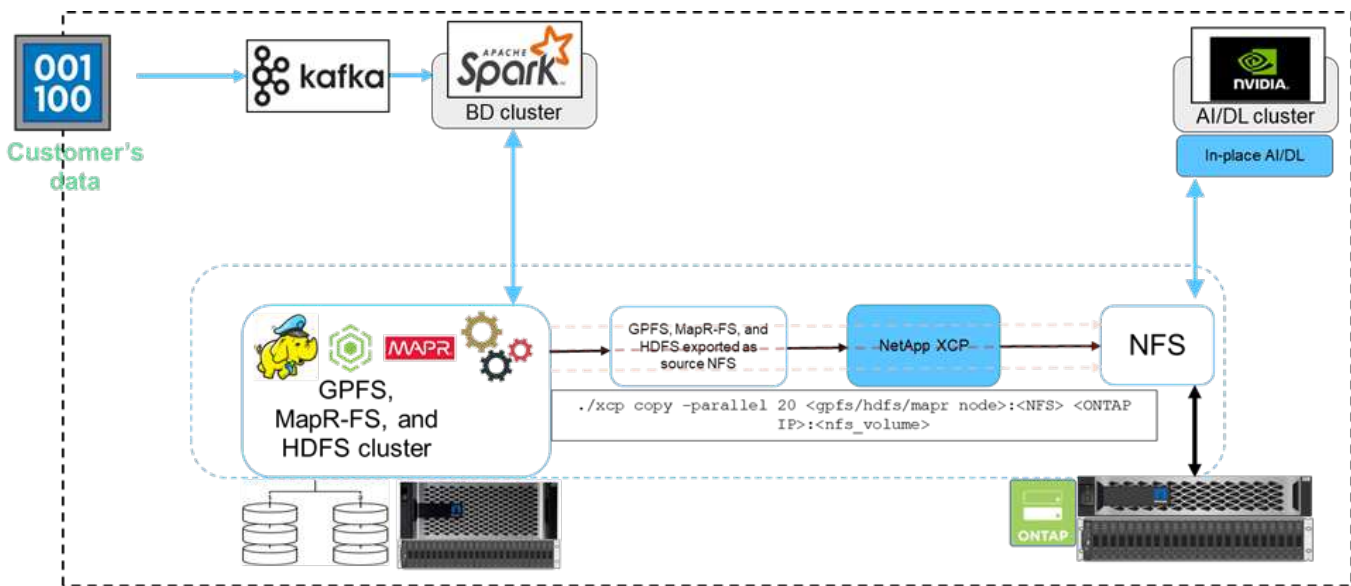 001
100
Customer's
data
kafka
APACHE
Spark™
BD cluster
NVIDIA.
AI/DL cluster
In-place AI/DL
MAPR
GPFS,
MapR-FS, and
HDFS cluster
GPFS, MapR-FS, and
HDFS exported as
source NFS
NetApp XCP
NFS
./xcp copy -parallel 20 <gpfs/hdfs/mapr node>:<NFS> <ONTAP
IP>:<nfs_volume>
ONTAP